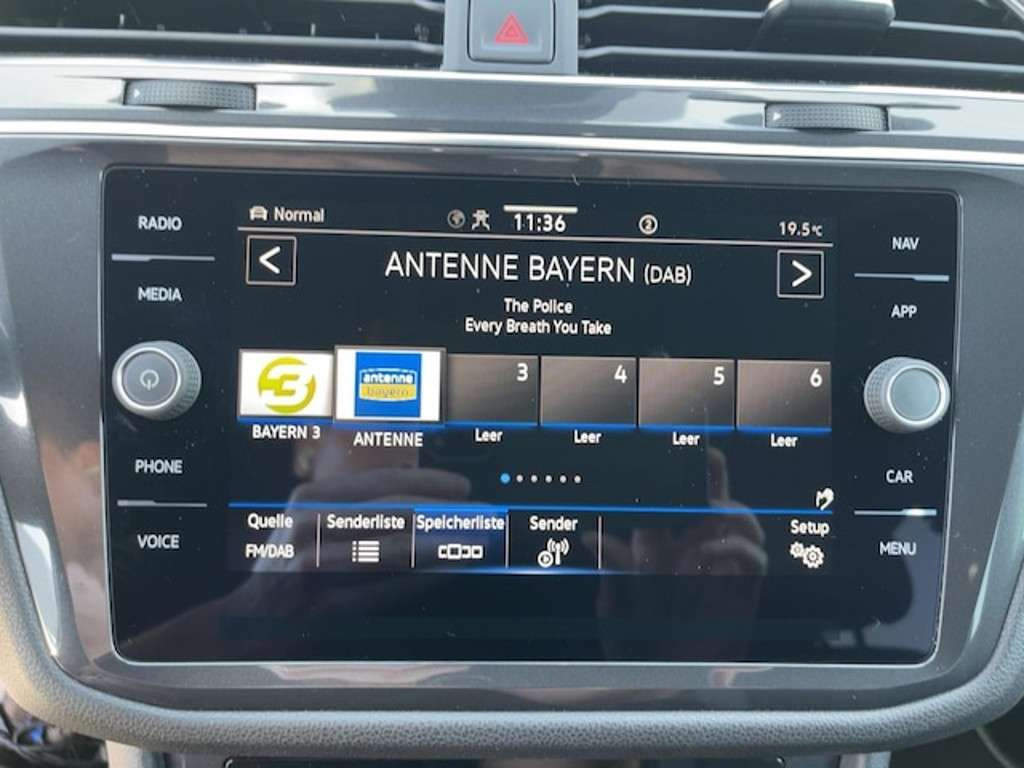 RADIO
MEDIA
PHONE
VOICE
Normal
11:36
2
19.5°C
<
ANTENNE BAYERN (DAB)
>
The Police
Every Breath You Take
3
antenne
bayern
3
4
5
6
BAYERN 3
ANTENNE
Leer
Leer
Leer
Leer
Quelle
FM/DAB
Senderliste
Speicherliste
Sender
Setup
NAV
APP
CAR
MENU